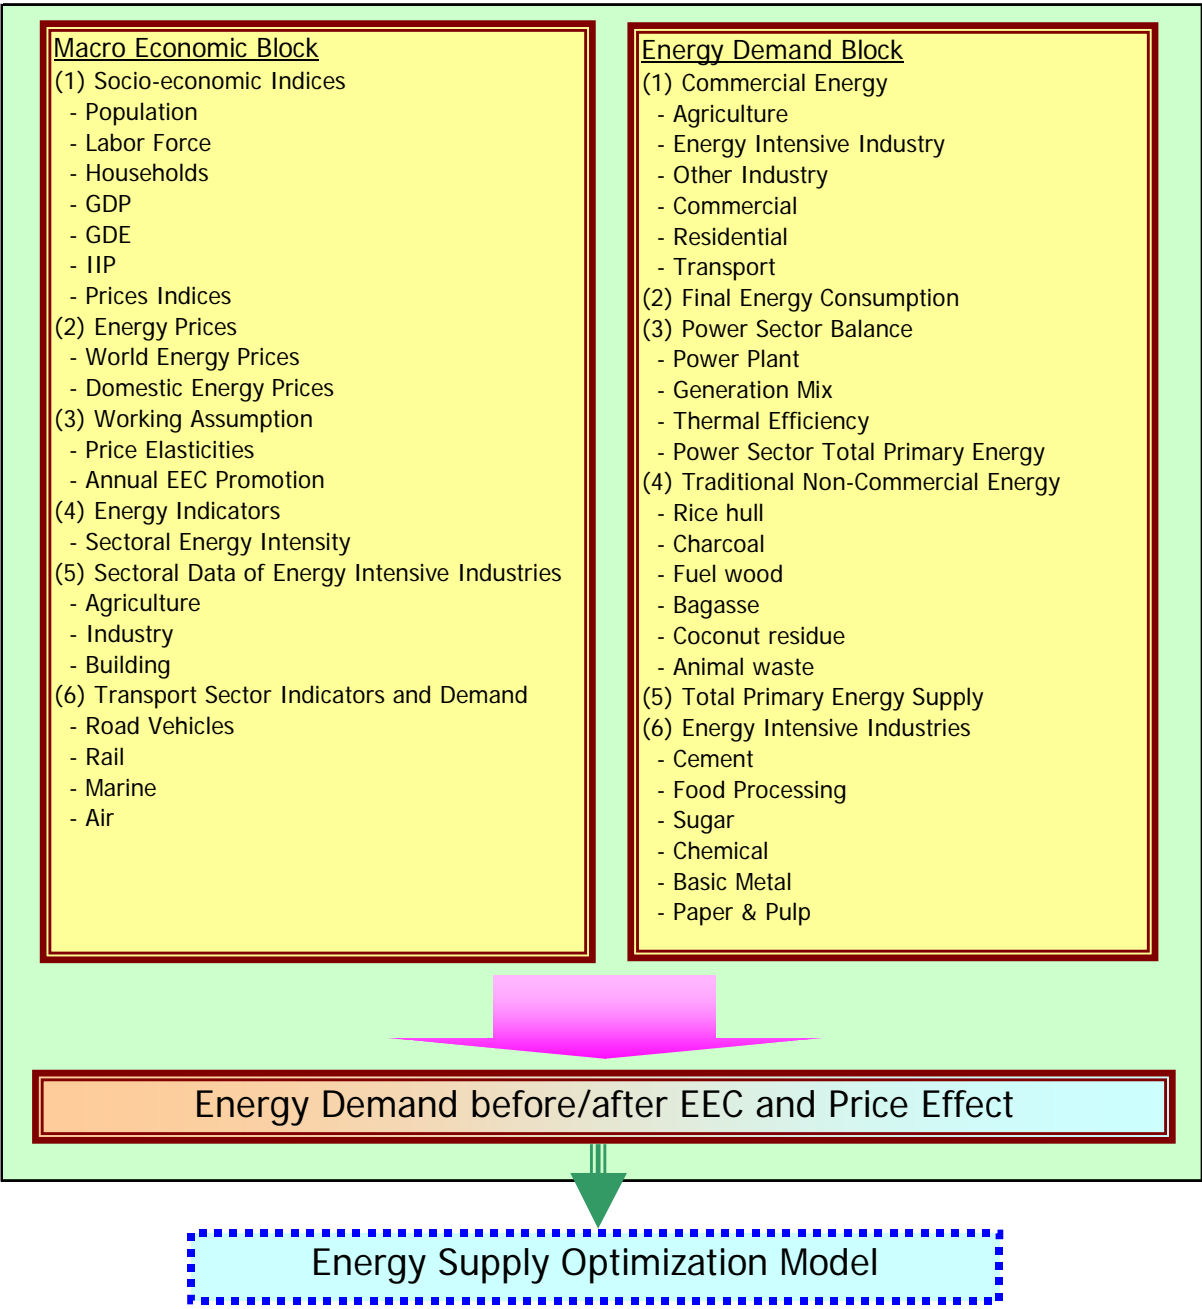 Macro Economic Block
(1) Socio-economic Indices
- Population
- Labor Force
- Households
- GDP
- GDE
- IIP
- Prices Indices
(2) Energy Prices
- World Energy Prices
- Domestic Energy Prices
(3) Working Assumption
- Price Elasticities
- Annual EEC Promotion
(4) Energy Indicators
- Sectoral Energy Intensity
(5) Sectoral Data of Energy Intensive Industries
- Agriculture
- Industry
- Building
(6) Transport Sector Indicators and Demand
- Road Vehicles
- Rail
- Marine
- Air
Energy Demand Block
(1) Commercial Energy
- Agriculture
- Energy Intensive Industry
- Other Industry
- Commercial
- Residential
- Transport
(2) Final Energy Consumption
(3) Power Sector Balance
- Power Plant
- Generation Mix
- Thermal Efficiency
- Power Sector Total Primary Energy
(4) Traditional Non-Commercial Energy
- Rice hull
- Charcoal
- Fuel wood
- Bagasse
- Coconut residue
- Animal waste
(5) Total Primary Energy Supply
(6) Energy Intensive Industries
- Cement
- Food Processing
- Sugar
- Chemical
- Basic Metal
- Paper & Pulp
Energy Demand before/after EEC and Price Effect
Energy Supply Optimization Model